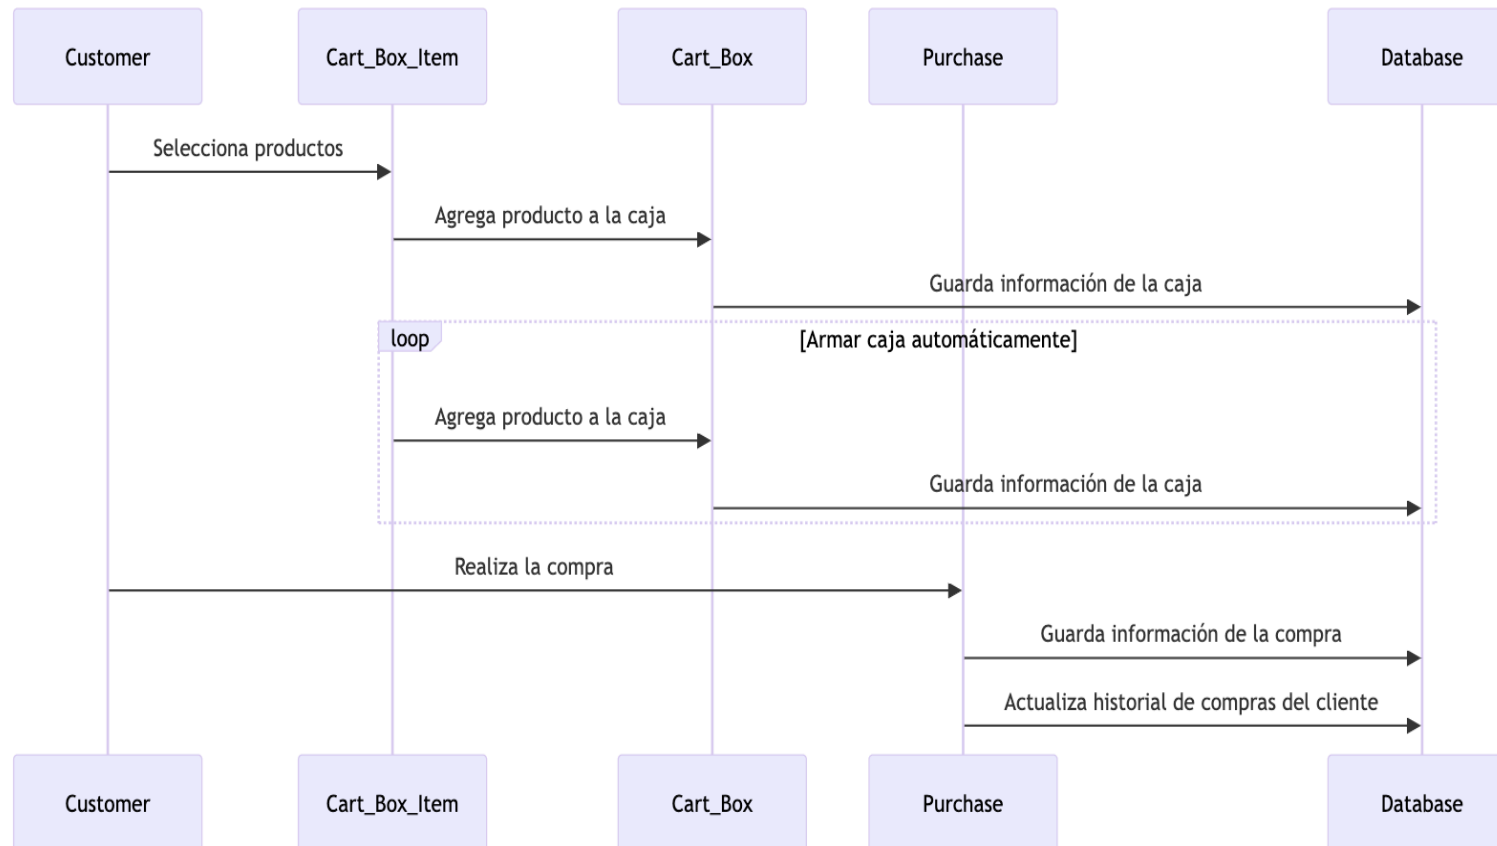 Customer
Cart_Box_Item
Cart_Box
Purchase
Database
Selecciona productos
Agrega producto a la caja
Guarda información de la caja
loop
[Armar caja automáticamente]
Agrega producto a la caja
Guarda información de la caja
Realiza la compra
Guarda información de la compra
Actualiza historial de compras del cliente
Customer
Cart_Box_Item
Cart_Box
Purchase
Database